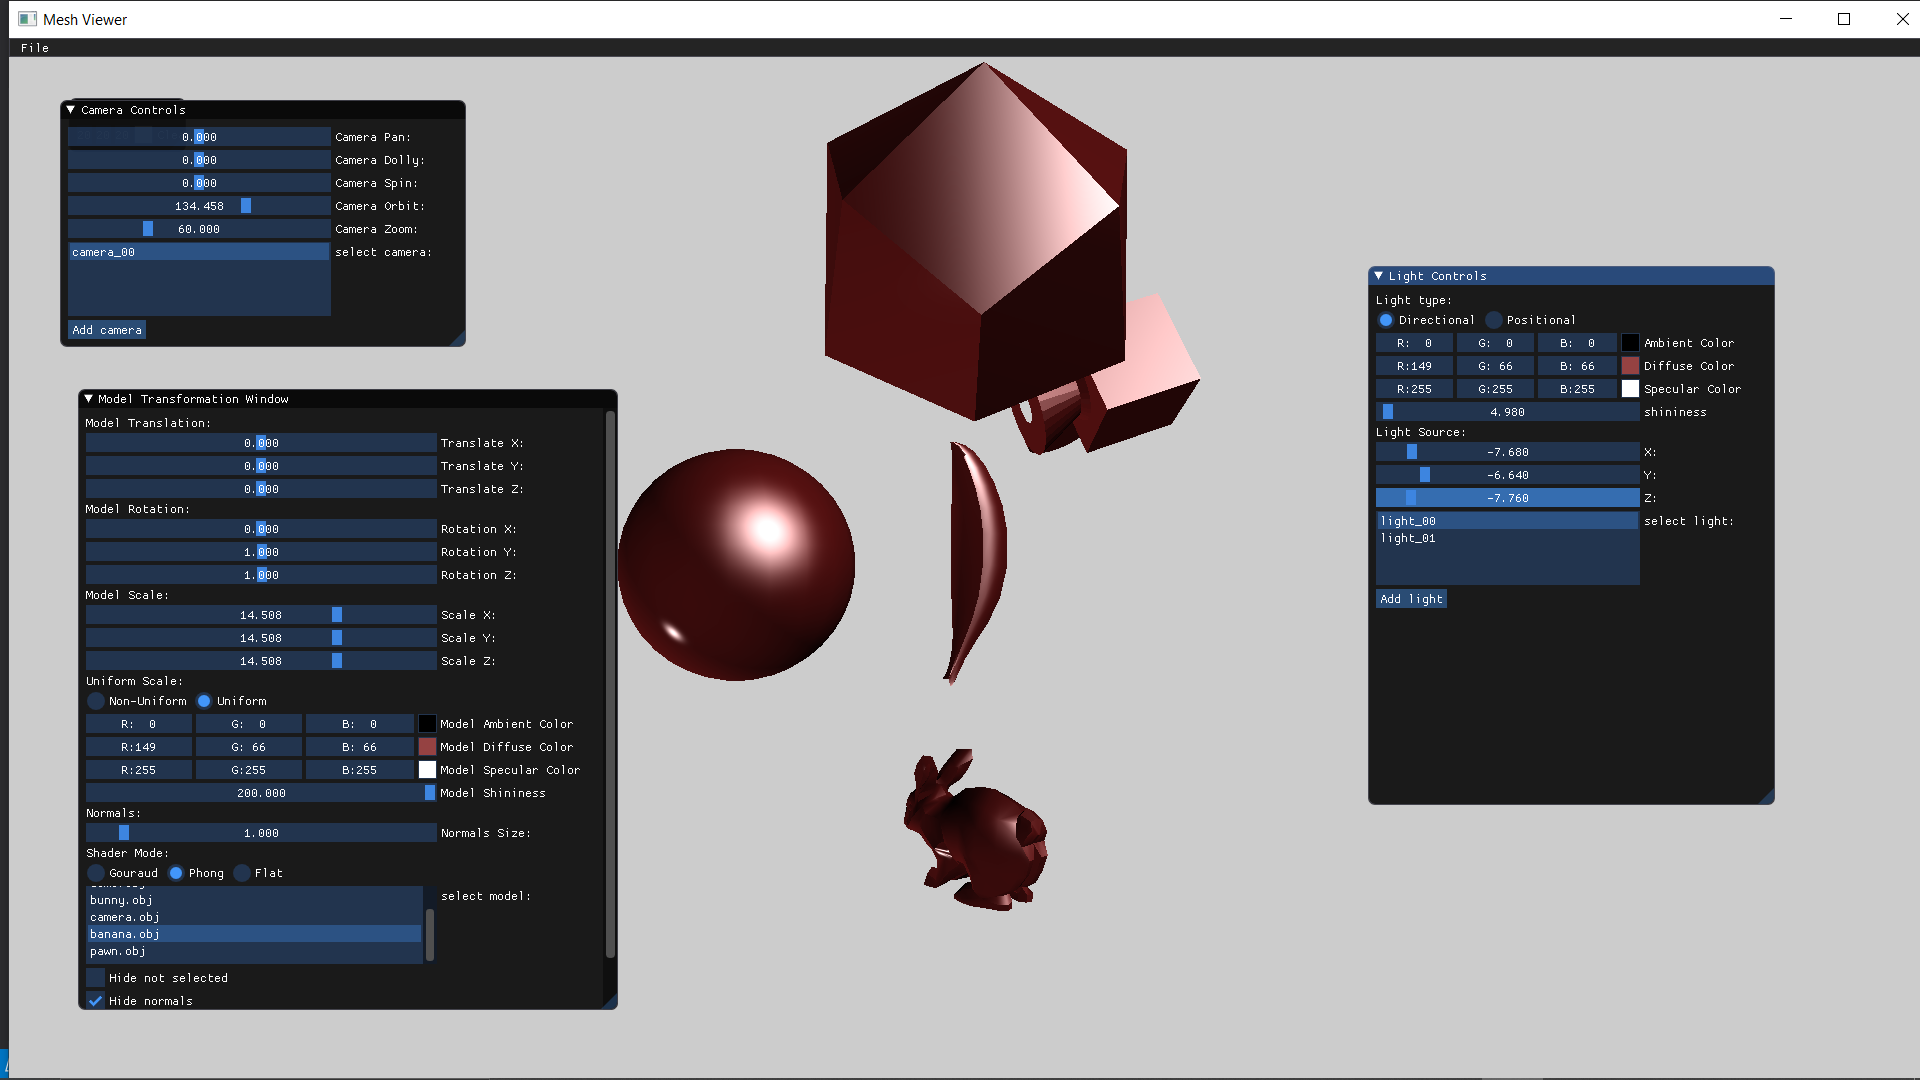 Mesh Viewer
File
Camera Controls
0.000 Camera Pan:
0.000 Camera Dolly:
0.000 Camera Spin:
134.458 Camera Orbit:
60.000 Camera Zoom:
camera_00 select camera:
Add camera
Model Transformation Window
Model Translation:
0.000 Translate X:
0.000 Translate Y:
0.000 Translate Z:
Model Rotation:
0.000 Rotation X:
1.000 Rotation Y:
1.000 Rotation Z:
Model Scale:
14.508 Scale X:
14.508 Scale Y:
14.508 Scale Z:
Uniform Scale:
Non-Uniform Uniform
R: 0 G: 0 B: 0 Model Ambient Color
R:149 G: 66 B: 66 Model Diffuse Color
R:255 G:255 B:255 Model Specular Color
200.000 Model Shininess
Normals:
1.000 Normals Size:
Shader Mode:
Gouraud Phong Flat
select model:
bunny.obj
camera.obj
banana.obj
pawn.obj
Hide not selected
Hide normals
Light Controls
Light type:
Directional Positional
R: 0 G: 0 B: 0 Ambient Color
R:149 G: 66 B: 66 Diffuse Color
R:255 G:255 B:255 Specular Color
4.980 shininess
Light Source:
-7.680 X:
-6.640 Y:
-7.760 Z:
light_00 select light:
light_01
Add light